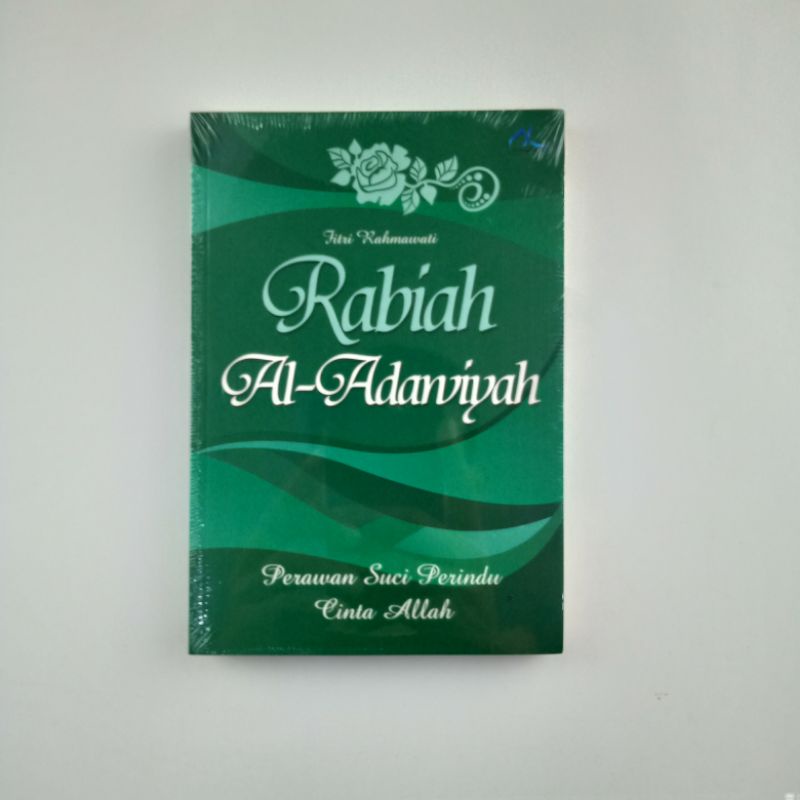 Fitri Rahmawati
Rabiah
Al-Adawiyah
Perawan Suci Perindu
Cinta Allah